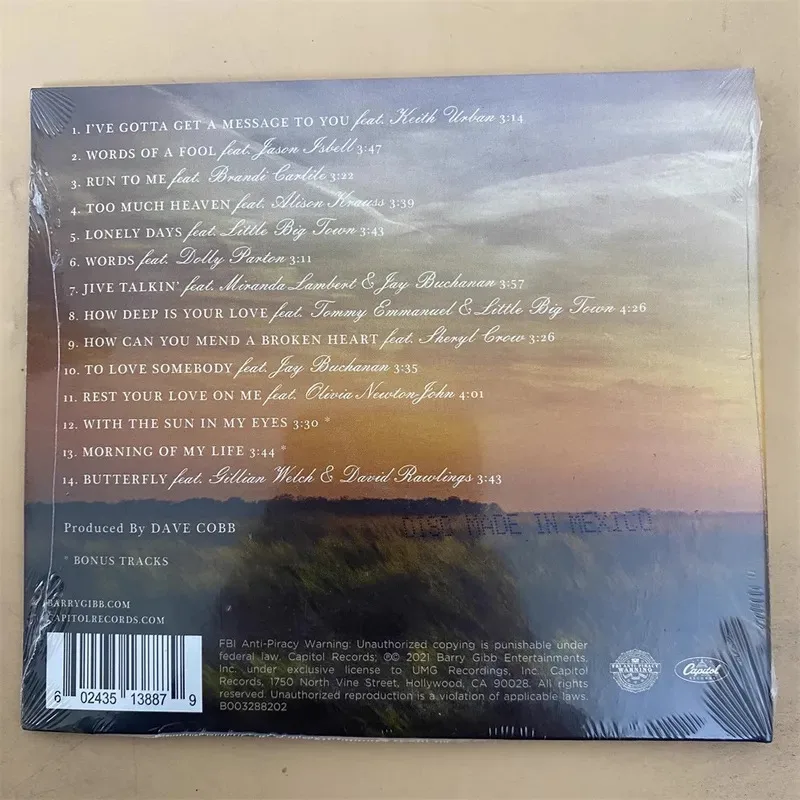 1. I'VE GOTTA GET A MESSAGE TO YOU feat. Keith Urban 3:14
2. WORDS OF A FOOL feat. Jason Isbell 3:47
3. RUN TO ME feat. Brandi Carlile 3:22
4. TOO MUCH HEAVEN feat. Alison Krauss 3:39
5. LONELY DAYS feat. Little Big Town 3:43
6. WORDS feat. Dolly Parton 3:11
7. JIVE TALKIN' feat. Miranda Lambert & Jay Buchanan 3:57
8. HOW DEEP IS YOUR LOVE feat. Tommy Emmanuel & Little Big Town 4:26
9. HOW CAN YOU MEND A BROKEN HEART feat. Sheryl Crow 3:26
10. TO LOVE SOMEBODY feat. Jay Buchanan 3:35
11. REST YOUR LOVE ON ME feat. Olivia Newton-John 4:01
12. WITH THE SUN IN MY EYES 3:30 *
13. MORNING OF MY LIFE 3:44 *
14. BUTTERFLY feat. Gillian Welch & David Rawlings 3:43
Produced By DAVE COBB
DISC MADE IN MEXICO
* BONUS TRACKS
BARRYGIBB.COM
CAPITOLRECORDS.COM
6 02435 13887 9
FBI Anti-Piracy Warning: Unauthorized copying is punishable under
federal law. Capitol Records; ℗© 2021 Barry Gibb Entertainments,
Inc. under exclusive license to UMG Recordings, Inc. Capitol
Records, 1750 North Vine Street, Hollywood, CA 90028. All rights
reserved. Unauthorized reproduction is a violation of applicable laws.
B003288202
FBI ANTI-PIRACY
WARNING
Capitol
RECORDS